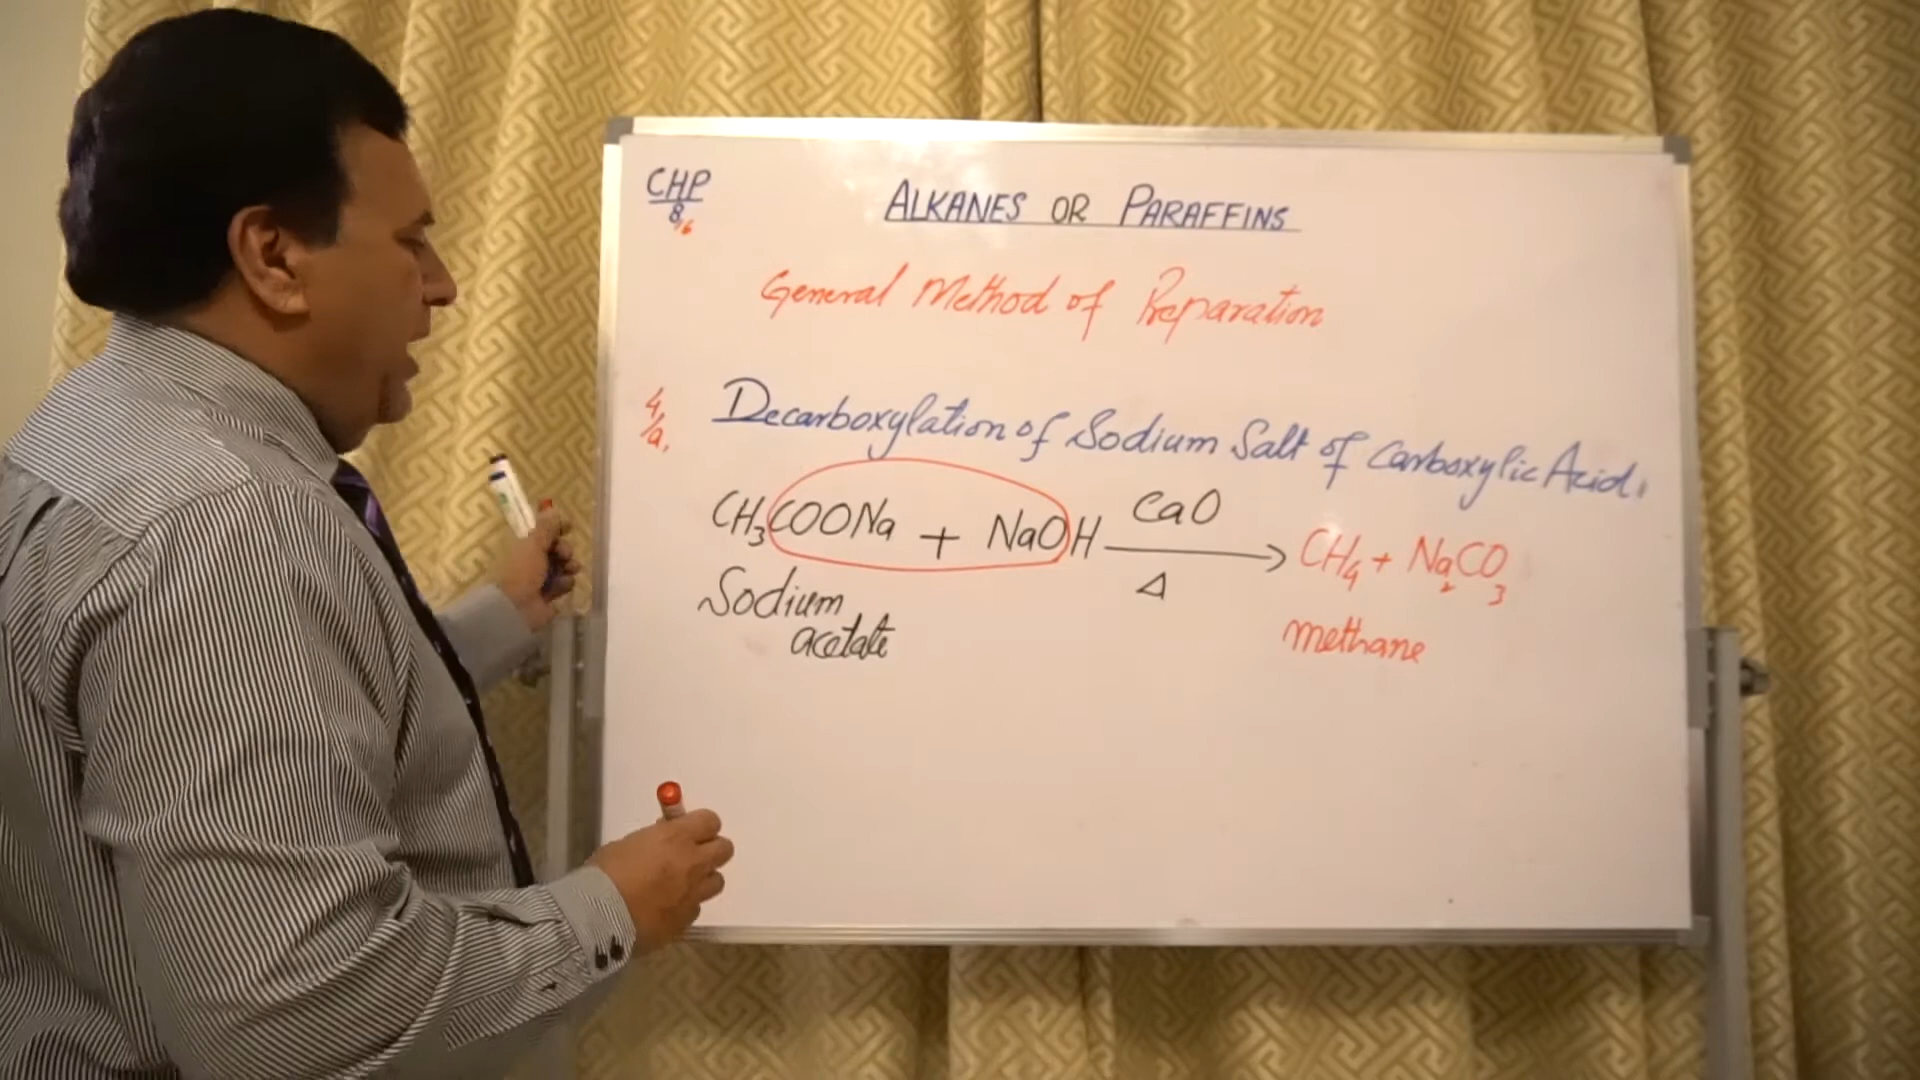 CHP
8/6
ALKANES OR PARAFFINS
General Method of Preparation
4/a. Decarboxylation of Sodium Salt of Carboxylic Acid.
CH₃COONa + NaOH CaO → Δ CH₄ + Na₂CO₃
Sodium acetate
methane